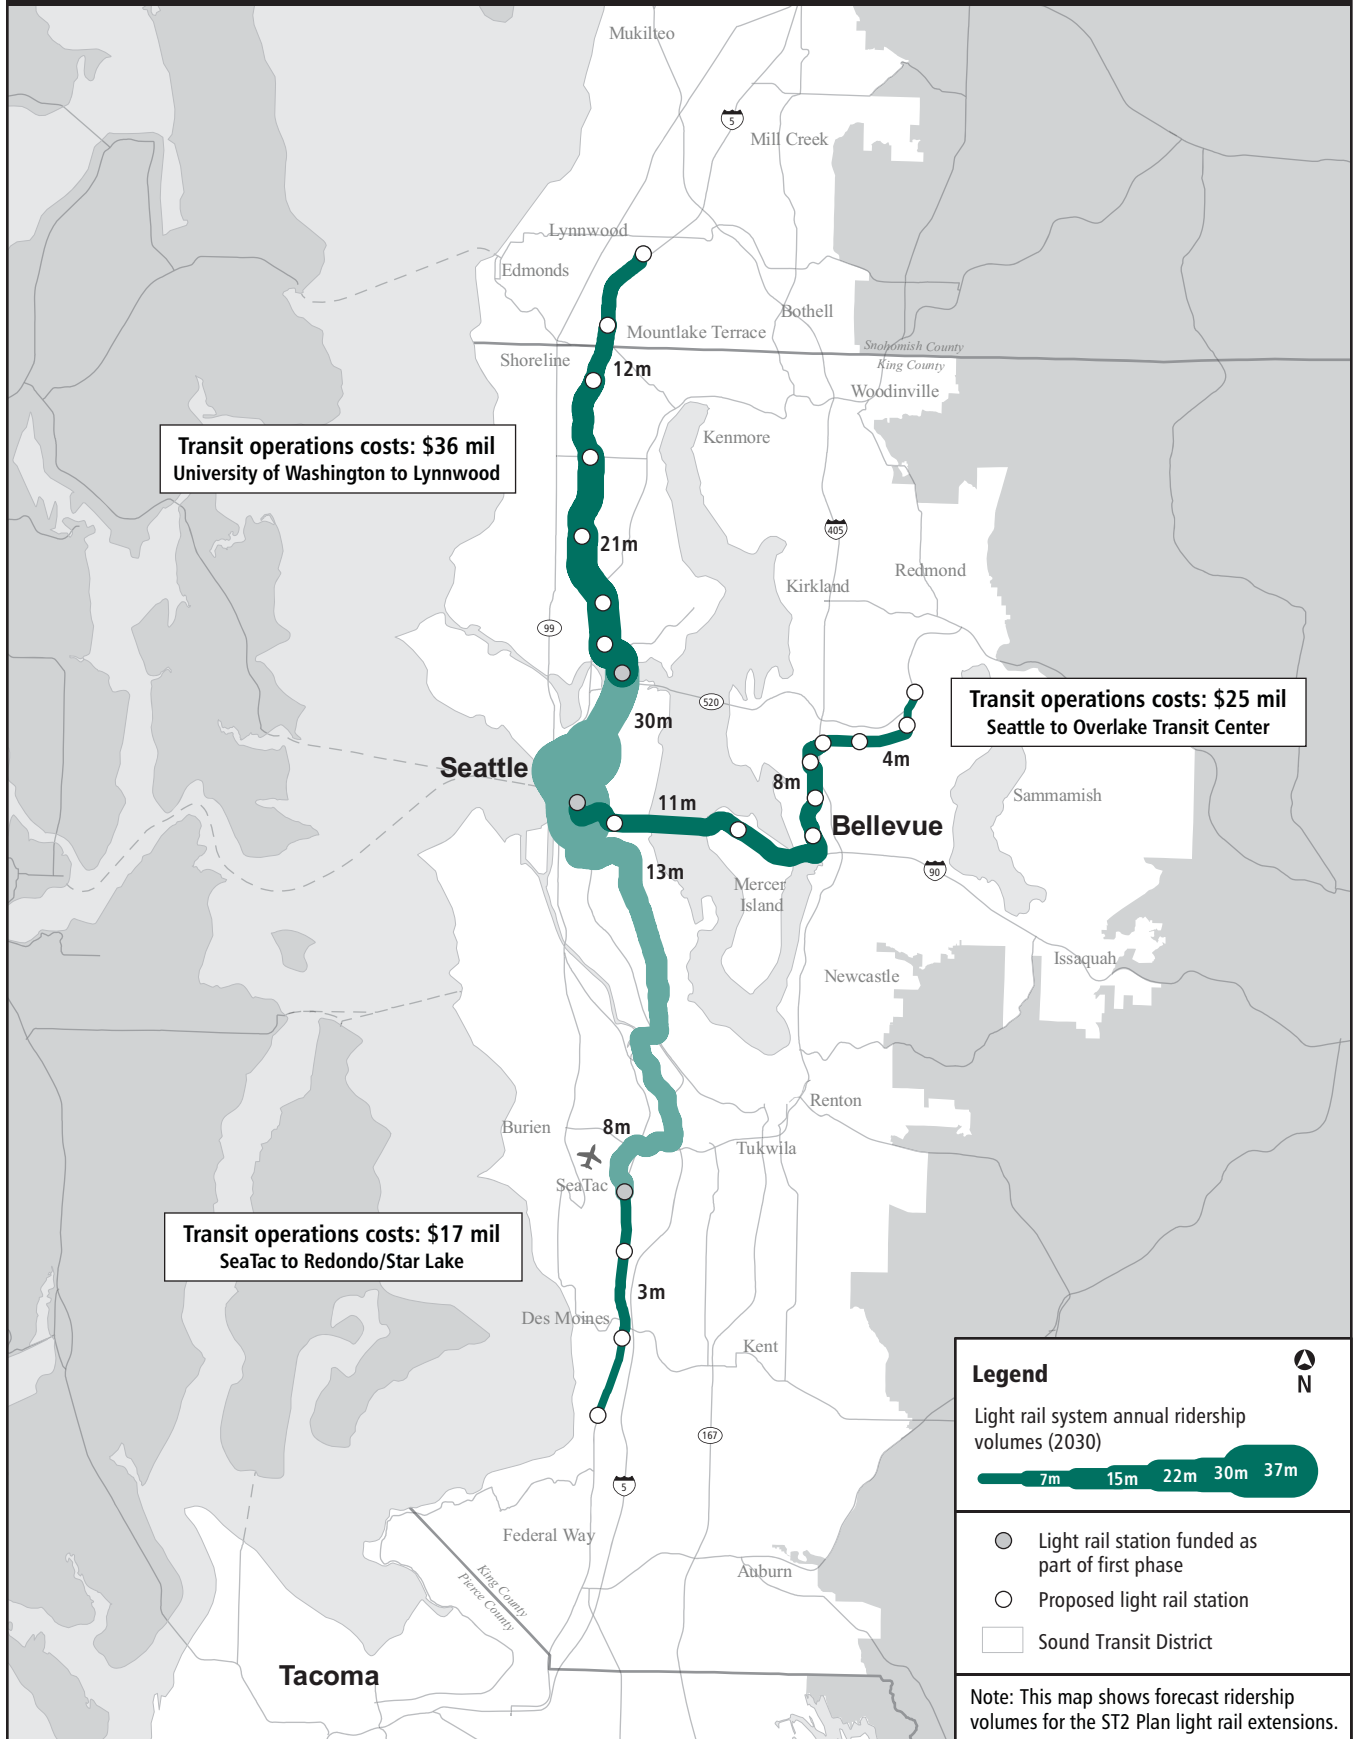 Mukilteo
5
Mill Creek
Lynnwood
Edmonds
Bothell
Mountlake Terrace
Snohomish County
King County
Shoreline
12m
Woodinville
Transit operations costs: $36 mil
University of Washington to Lynnwood
Kenmore
405
21m
Redmond
Kirkland
99
520
30m
Transit operations costs: $25 mil
Seattle to Overlake Transit Center
Seattle
4m
8m
11m
Sammamish
Bellevue
13m
90
Mercer
Island
Issaquah
Newcastle
Renton
Burien
8m
Tukwila
SeaTac
Transit operations costs: $17 mil
SeaTac to Redondo/Star Lake
3m
Des Moines
Kent
167
5
Federal Way
Auburn
King County
Pierce County
Tacoma
Legend
N
Light rail system annual ridership
volumes (2030)
7m 15m 22m 30m 37m
Light rail station funded as
part of first phase
Proposed light rail station
Sound Transit District
Note: This map shows forecast ridership
volumes for the ST2 Plan light rail extensions.